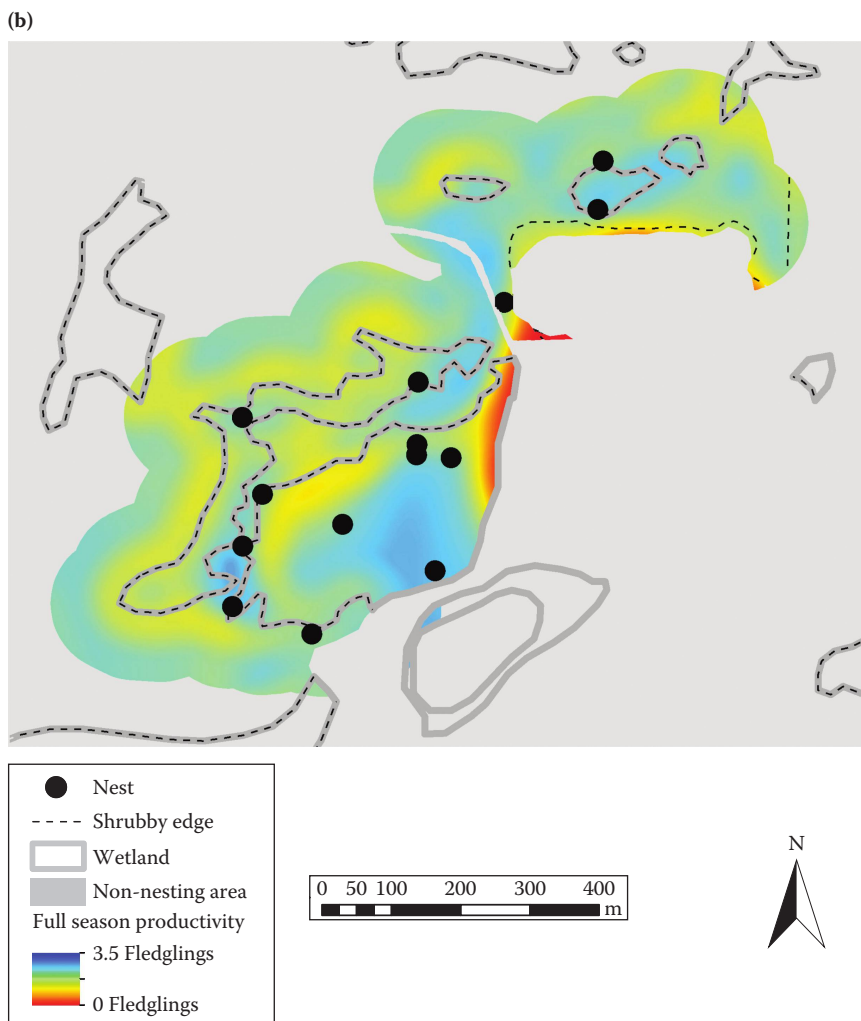 (b)
Nest
Shrubby edge
Wetland
Non-nesting area
Full season productivity
3.5 Fledglings
0 Fledglings
0 50 100 200 300 400
m
N